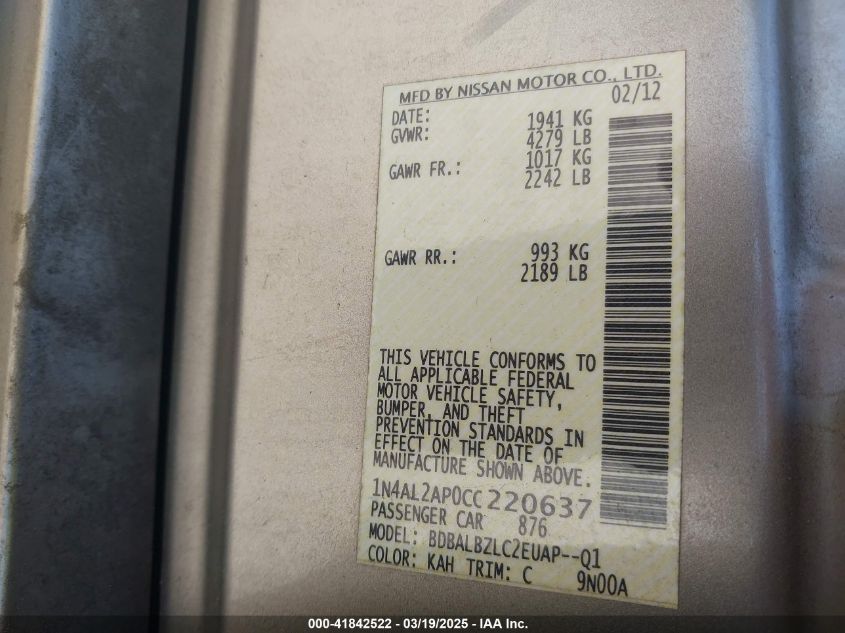 MFD BY NISSAN MOTOR CO., LTD.
DATE: 02/12
GVWR: 1941 KG
4279 LB
GAWR FR.: 1017 KG
2242 LB
GAWR RR.: 993 KG
2189 LB
THIS VEHICLE CONFORMS TO
ALL APPLICABLE FEDERAL
MOTOR VEHICLE SAFETY,
BUMPER, AND THEFT
PREVENTION STANDARDS IN
EFFECT ON THE DATE OF
MANUFACTURE SHOWN ABOVE.
1N4AL2AP0CC220637
PASSENGER CAR 876
MODEL: BDBALBZLC2EUAP--Q1
COLOR: KAH TRIM: C 9N00A
000-41842522 - 03/19/2025 - IAA Inc.